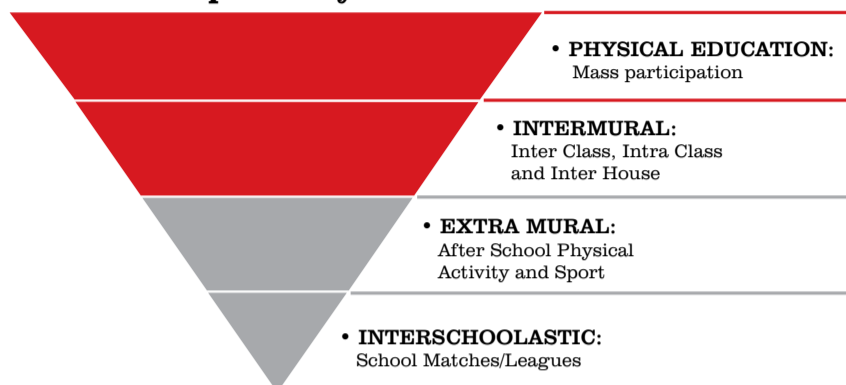 • PHYSICAL EDUCATION:
Mass participation
• INTERMURAL:
Inter Class, Intra Class
and Inter House
• EXTRA MURAL:
After School Physical
Activity and Sport
• INTERSCHOOLASTIC:
School Matches/Leagues